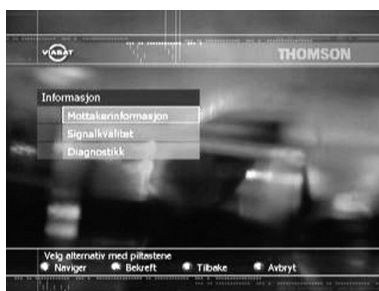 VIASAT
THOMSON
Informasjon
Mottakerinformasjon
Signalkvalitet
Diagnostikk
Velg alternativ med piltastene
Naviger Bekreft Tilbake Avbryt